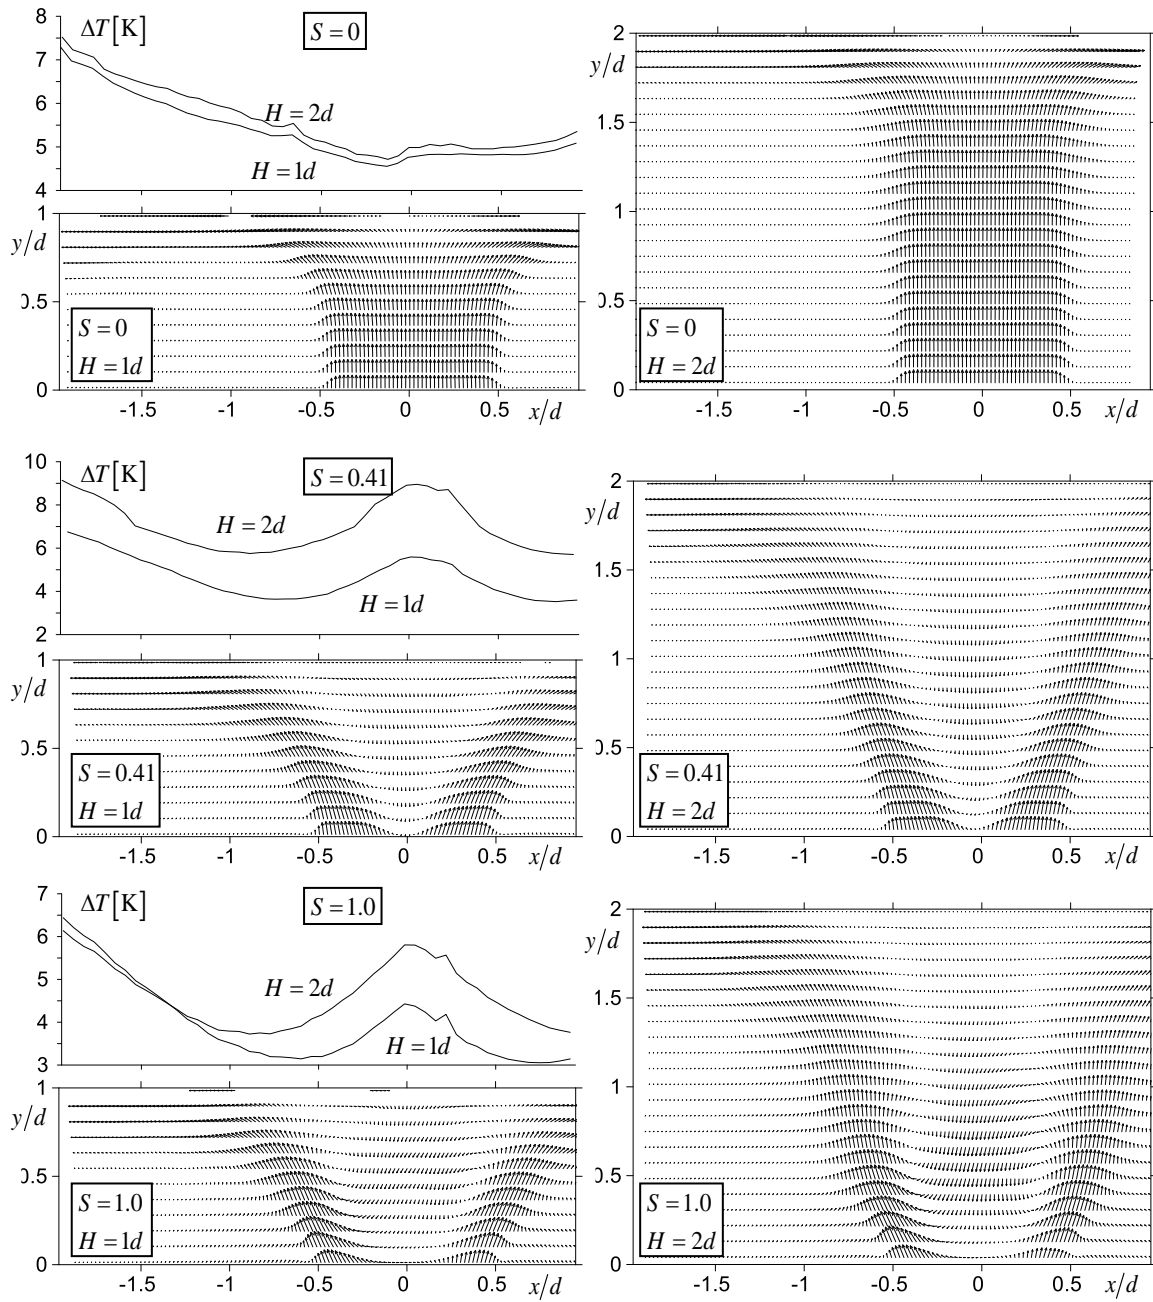 8
7
6
5
4
ΔT[K]
S = 0
H = 2d
H = 1d
1
y/d
0.5
0
S = 0
H = 1d
-1.5 -1 -0.5 0 0.5 x/d
2
y/d
1.5
1
0.5
0
S = 0
H = 2d
-1.5 -1 -0.5 0 0.5 x/d
10
8
6
4
2
ΔT[K]
S = 0.41
H = 2d
H = 1d
1
y/d
0.5
0
S = 0.41
H = 1d
-1.5 -1 -0.5 0 0.5 x/d
2
y/d
1.5
1
0.5
0
S = 0.41
H = 2d
-1.5 -1 -0.5 0 0.5 x/d
7
6
5
4
3
ΔT[K]
S = 1.0
H = 2d
H = 1d
1
y/d
0.5
0
S = 1.0
H = 1d
-1.5 -1 -0.5 0 0.5 x/d
2
y/d
1.5
1
0.5
0
S = 1.0
H = 2d
-1.5 -1 -0.5 0 0.5 x/d